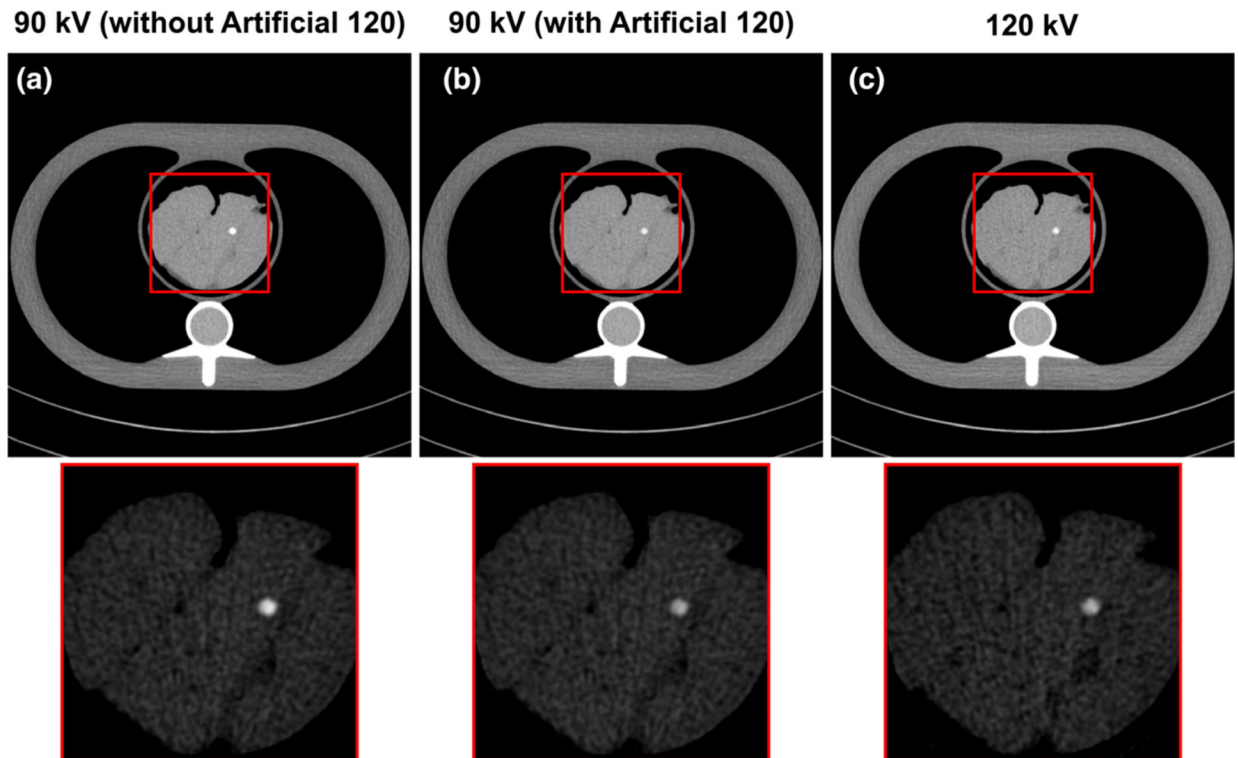 90 kV (without Artificial 120)
90 kV (with Artificial 120)
120 kV
(a)
(b)
(c)